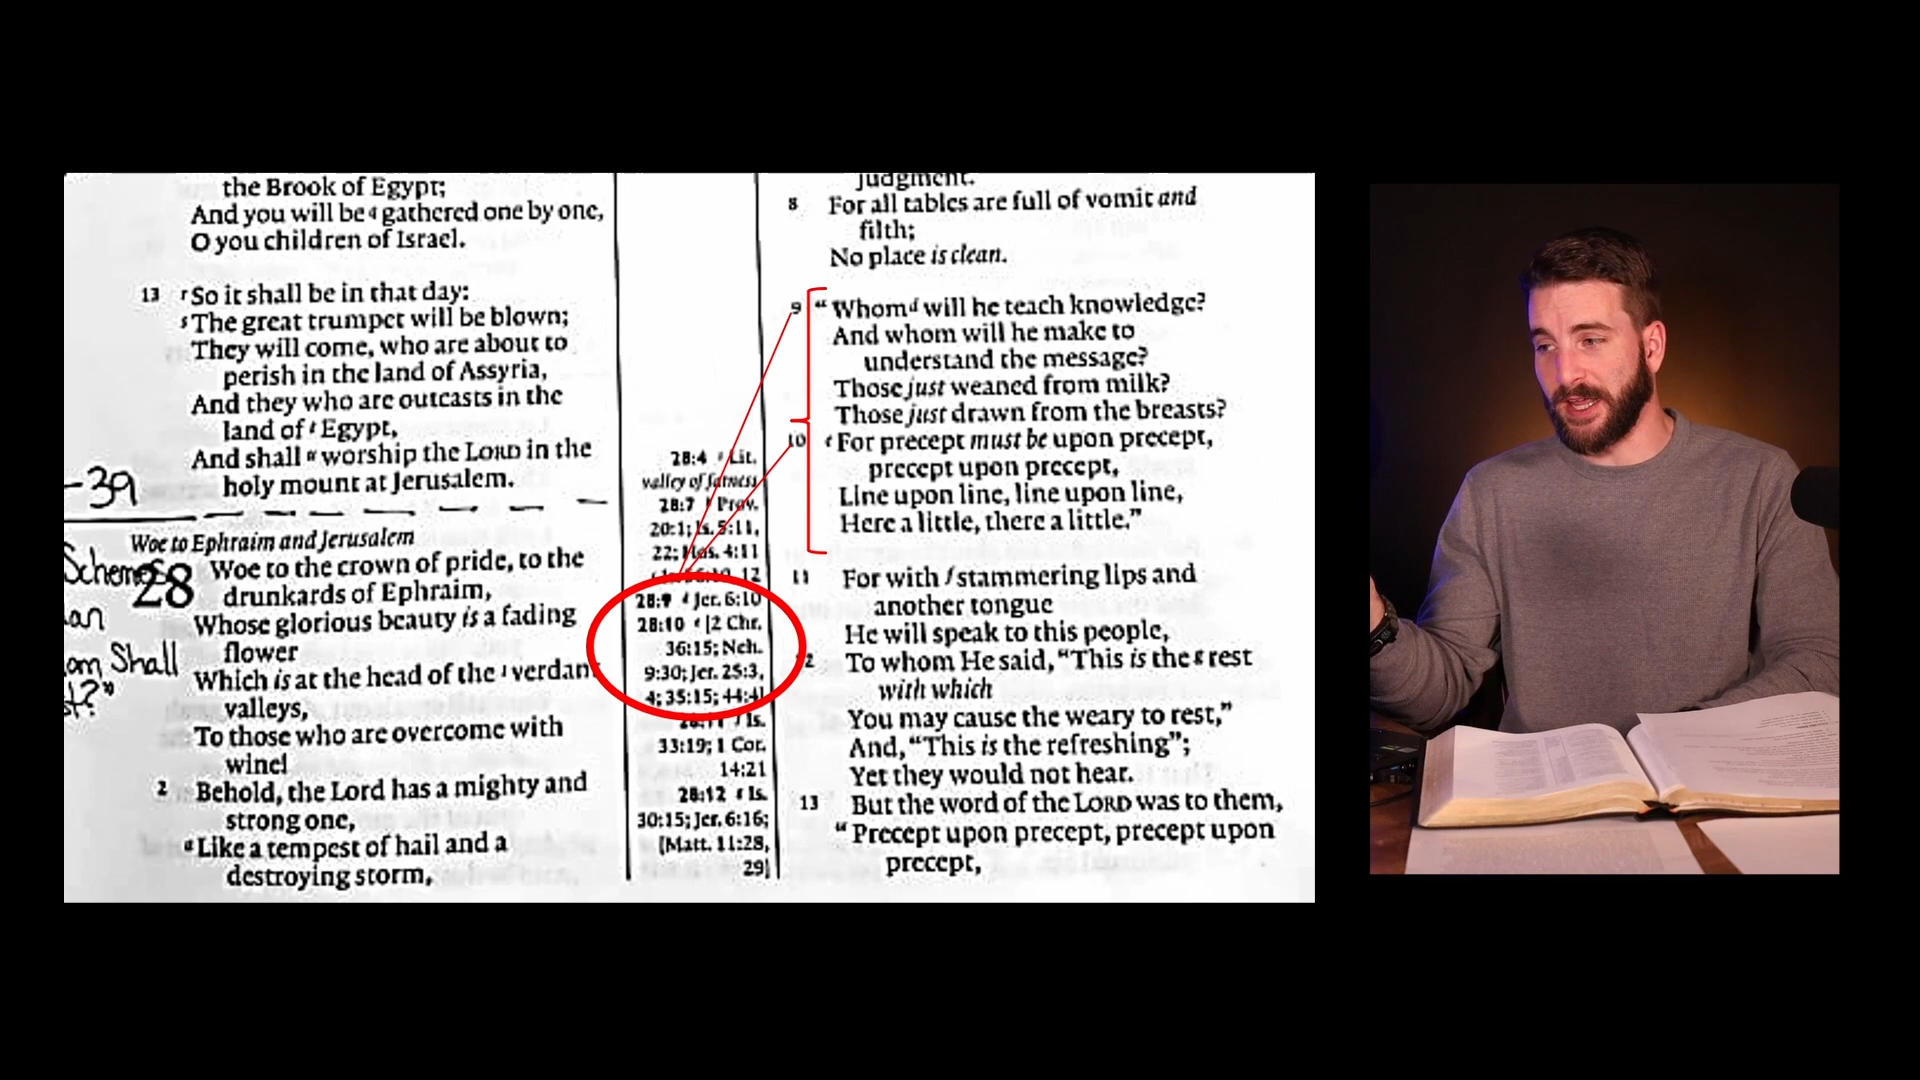 the Brook of Egypt;
And you will be q gathered one by one,
O you children of Israel.
13 r So it shall be in that day:
s The great trumpet will be blown;
They will come, who are about to
perish in the land of Assyria,
And they who are outcasts in the
land of t Egypt,
And shall u worship the LORD in the
holy mount at Jerusalem.
-39
Woe to Ephraim and Jerusalem
Scheme
28 Woe to the crown of pride, to the
drunkards of Ephraim,
an
Whose glorious beauty is a fading
flower
om Shall
Which is at the head of the 1 verdant
st?"
valleys,
To those who are overcome with
wine!
2 Behold, the Lord has a mighty and
strong one,
a Like a tempest of hail and a
destroying storm,
28:4 1 Lit.
valley of fatness
28:7 b Prov.
20:1; Is. 5:11,
22; Hos. 4:11
12
28:9 d Jer. 6:10
28:10 e [2 Chr.
36:15; Neh.
9:30; Jer. 25:3,
4; 35:15; 44:4]
28:11 f Is.
33:19; 1 Cor.
14:21
28:12 g Is.
30:15; Jer. 6:16;
[Matt. 11:28,
29]
judgment.
8 For all tables are full of vomit and
filth;
No place is clean.
9 “Whom d will he teach knowledge?
And whom will he make to
understand the message?
Those just weaned from milk?
Those just drawn from the breasts?
10 e For precept must be upon precept,
precept upon precept,
Line upon line, line upon line,
Here a little, there a little.”
11 For with f stammering lips and
another tongue
He will speak to this people,
12 To whom He said, “This is the g rest
with which
You may cause the weary to rest,”
And, “This is the refreshing”;
Yet they would not hear.
13 But the word of the LORD was to them,
“Precept upon precept, precept upon
precept,